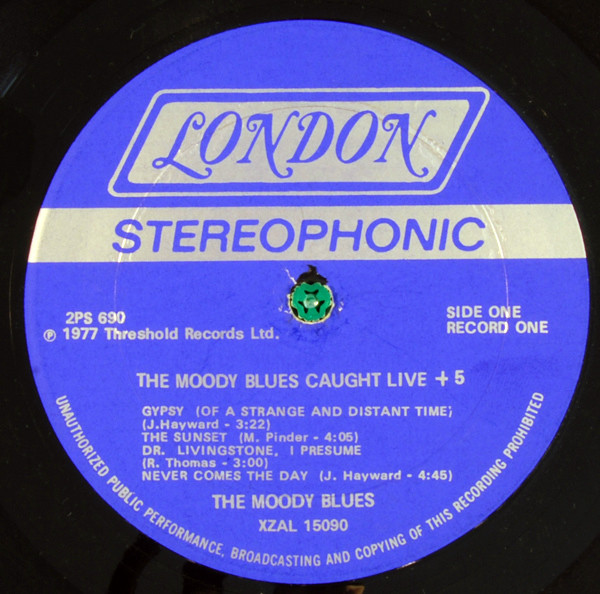 LONDON
STEREOPHONIC
2PS 690
℗ 1977 Threshold Records Ltd.
SIDE ONE
RECORD ONE
THE MOODY BLUES CAUGHT LIVE + 5
GYPSY (OF A STRANGE AND DISTANT TIME)
(J.Hayward - 3:22)
THE SUNSET (M. Pinder - 4:05)
DR. LIVINGSTONE, I PRESUME
(R. Thomas - 3:00)
NEVER COMES THE DAY (J. Hayward - 4:45)
THE MOODY BLUES
XZAL 15090
UNAUTHORIZED PUBLIC PERFORMANCE, BROADCASTING AND COPYING OF THIS RECORDING PROHIBITED